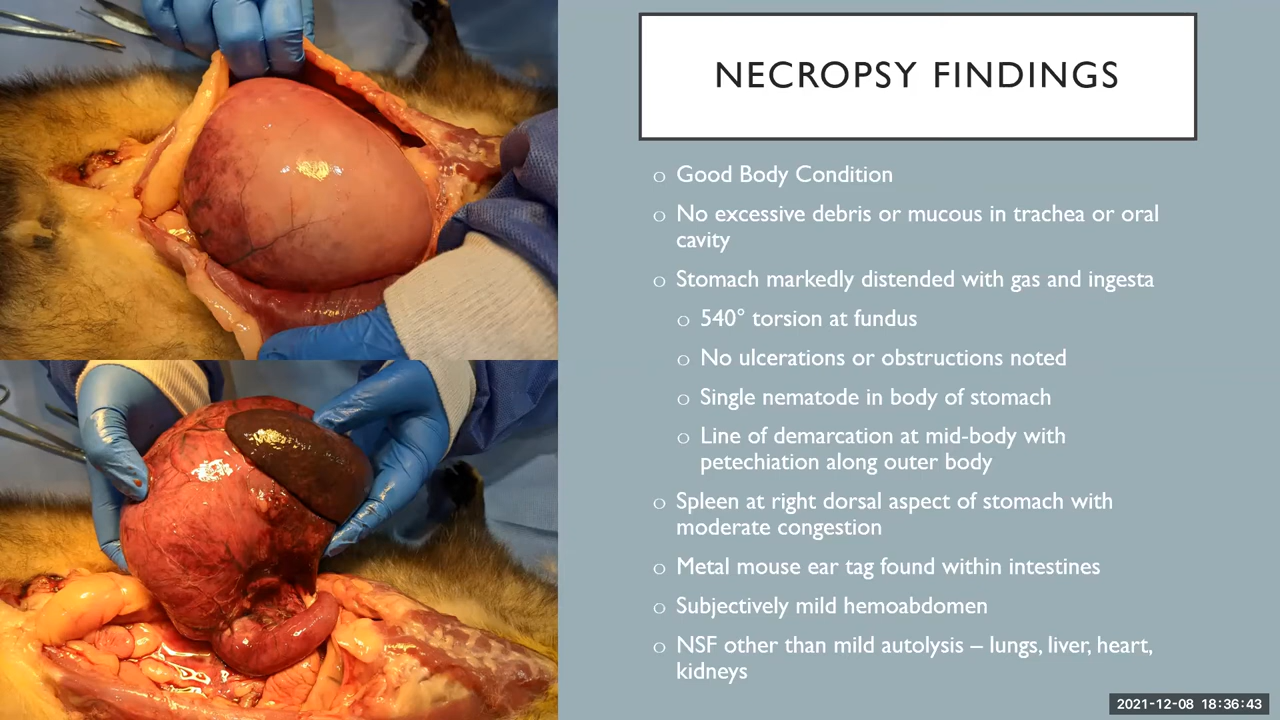 NECROPSY FINDINGS
o Good Body Condition
o No excessive debris or mucous in trachea or oral
cavity
o Stomach markedly distended with gas and ingesta
o 540° torsion at fundus
o No ulcerations or obstructions noted
o Single nematode in body of stomach
o Line of demarcation at mid-body with
petechiation along outer body
o Spleen at right dorsal aspect of stomach with
moderate congestion
o Metal mouse ear tag found within intestines
o Subjectively mild hemoabdomen
o NSF other than mild autolysis – lungs, liver, heart,
kidneys
2021-12-08 18:36:43